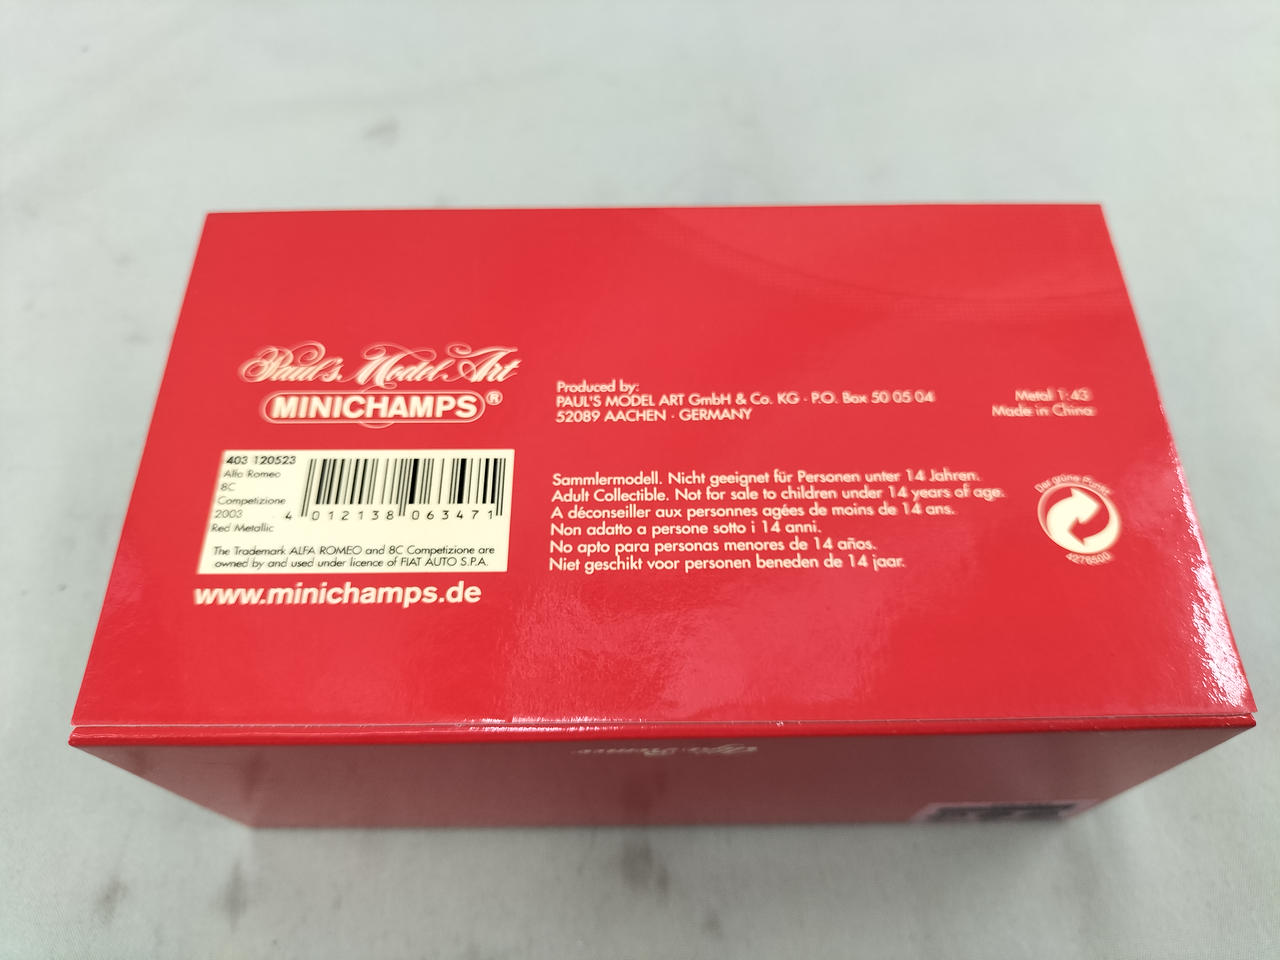 Paul's Model Art
MINICHAMPS®
Produced by:
PAUL'S MODEL ART GmbH & Co. KG · P.O. Box 50 05 04
52089 AACHEN · GERMANY
Metal 1:43
Made in China
403 120523
Alfa Romeo
8C
Competizione
2003
Red Metallic
4 012138 063471
The Trademark ALFA ROMEO and 8C Competizione are
owned by and used under licence of FIAT AUTO S.P.A.
www.minichamps.de
Sammlermodell. Nicht geeignet für Personen unter 14 Jahren.
Adult Collectible. Not for sale to children under 14 years of age.
A déconseiller aux personnes agées de moins de 14 ans.
Non adatto a persone sotto i 14 anni.
No apto para personas menores de 14 años.
Niet geschikt voor personen beneden de 14 jaar.
Der grüne Punkt
4276600